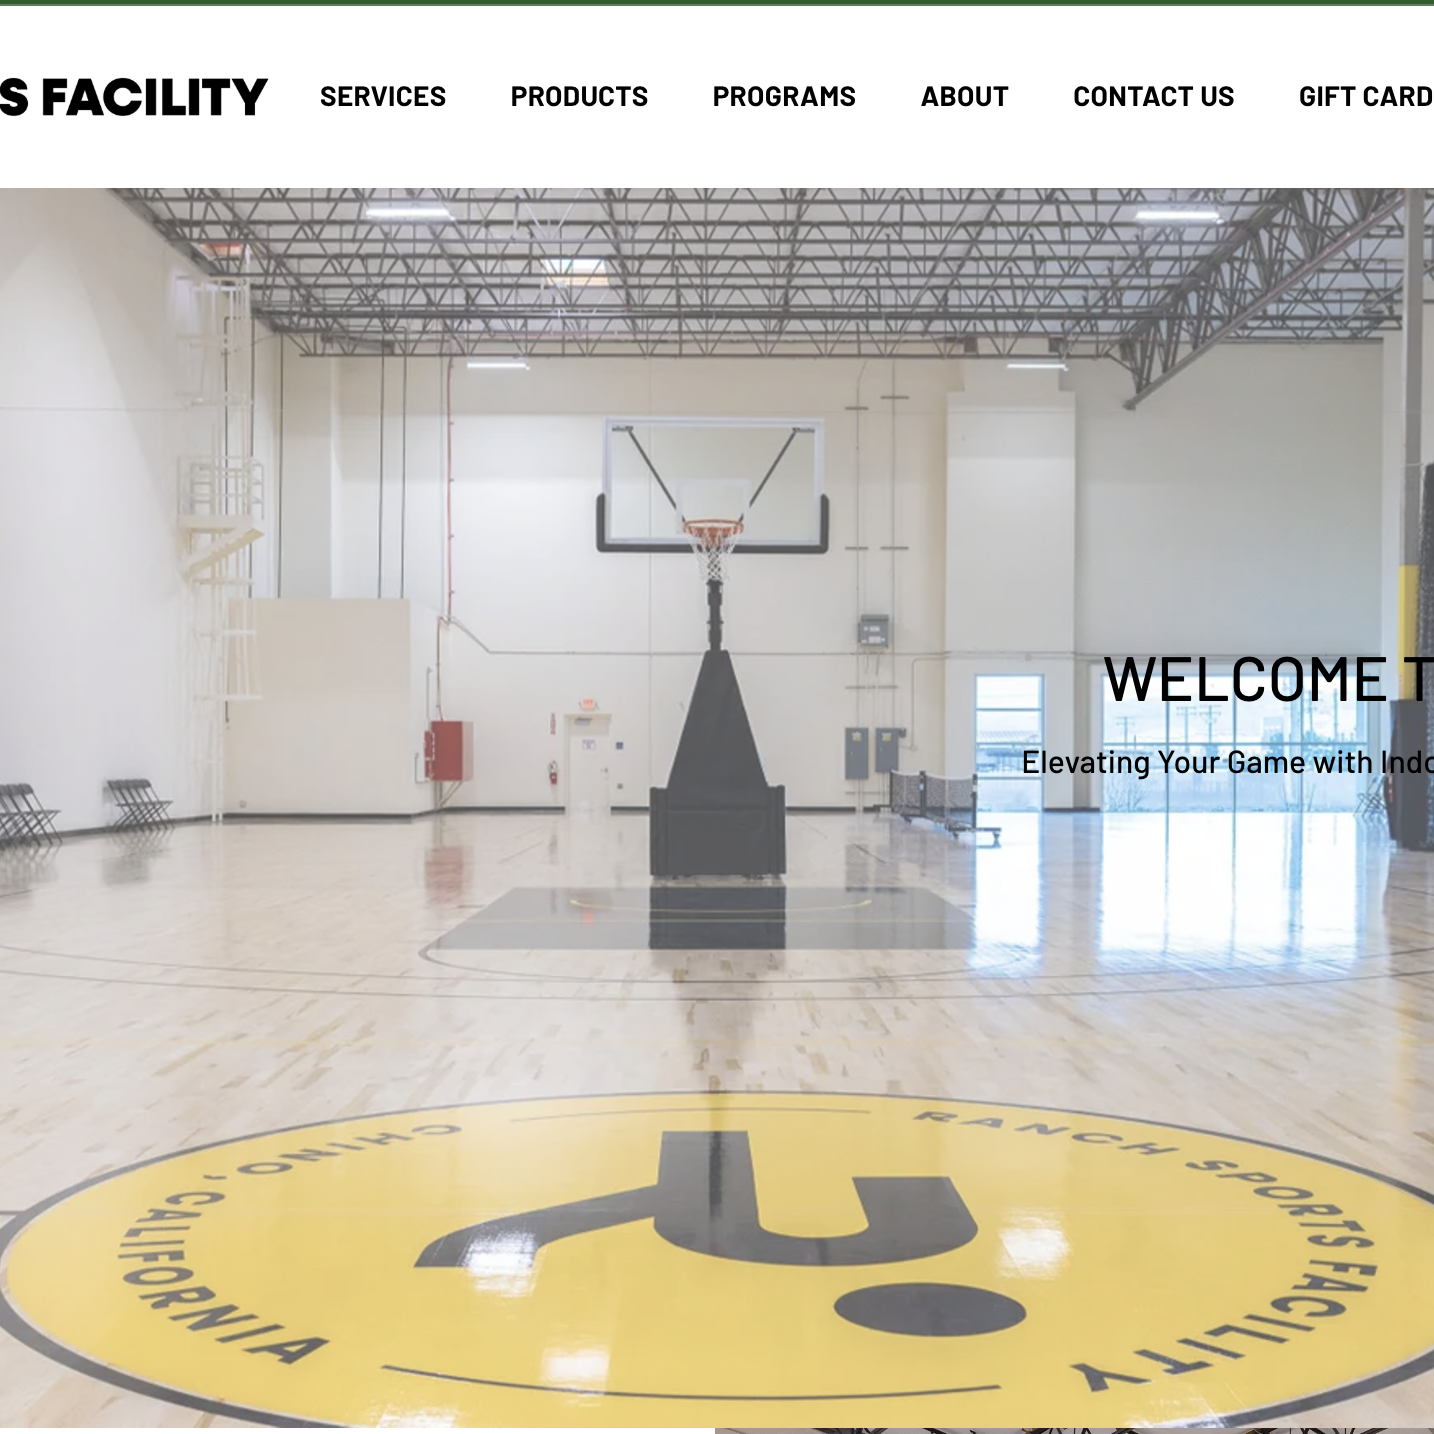 S FACILITY
SERVICES
PRODUCTS
PROGRAMS
ABOUT
CONTACT US
GIFT CARD
WELCOME T
Elevating Your Game with Indo
RANCH SPORTS FACILITY
CHINO, CALIFORNIA